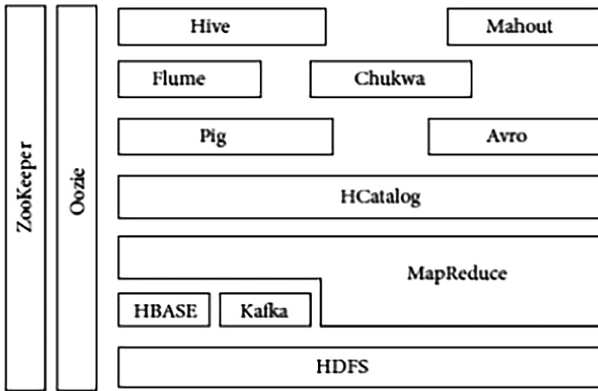 ZooKeeper
Oozie
Hive
Mahout
Flume
Chukwa
Pig
Avro
HCatalog
MapReduce
HBASE
Kafka
HDFS